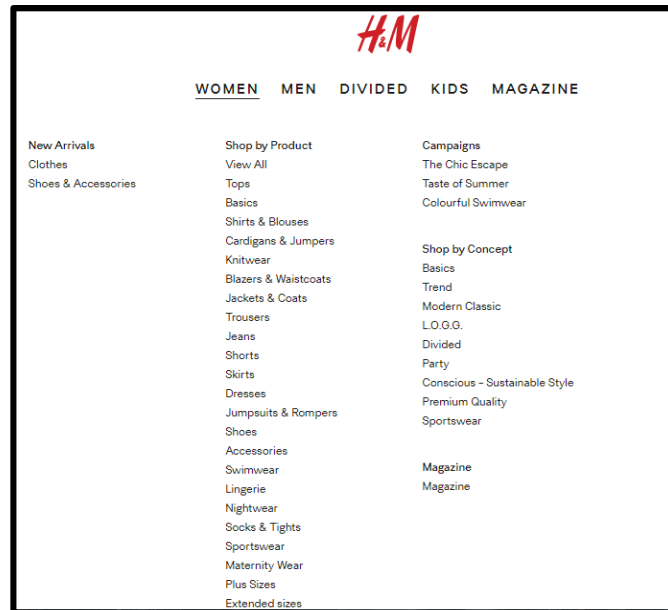 H&M
WOMEN MEN DIVIDED KIDS MAGAZINE
New Arrivals
Clothes
Shoes & Accessories
Shop by Product
View All
Tops
Basics
Shirts & Blouses
Cardigans & Jumpers
Knitwear
Blazers & Waistcoats
Jackets & Coats
Trousers
Jeans
Shorts
Skirts
Dresses
Jumpsuits & Rompers
Shoes
Accessories
Swimwear
Lingerie
Nightwear
Socks & Tights
Sportswear
Maternity Wear
Plus Sizes
Extended sizes
Campaigns
The Chic Escape
Taste of Summer
Colourful Swimwear
Shop by Concept
Basics
Trend
Modern Classic
L.O.G.G.
Divided
Party
Conscious – Sustainable Style
Premium Quality
Sportswear
Magazine
Magazine